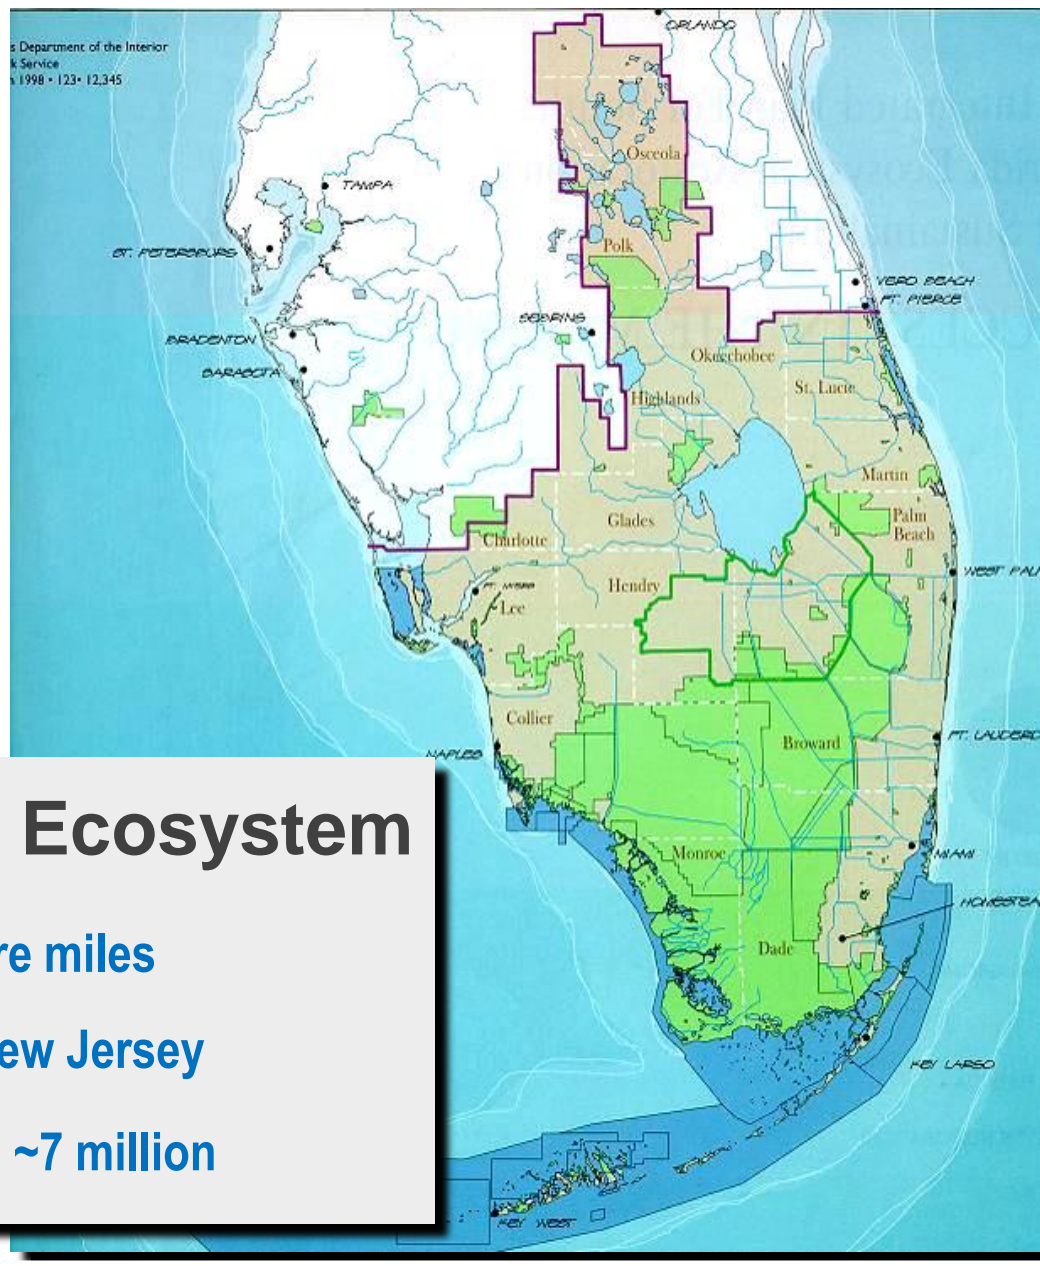 ORLANDO
s Department of the Interior
k Service
1998 • 123• 12,345
Osceola
TAMPA
Polk
ST. PETERSBURG
VERO BEACH
FT. PIERCE
SEBRING
BRADENTON
Okeechobee
SARASOTA
St. Lucie
Highlands
Martin
Glades
Palm
Beach
Charlotte
WEST PAL
Hendry
FT. MYERS
Lee
Collier
FT. LAUDERD
Broward
NAPLES
Ecosystem
Monroe
MIAMI
HOMESTEA
re miles
Dade
ew Jersey
KEY LARGO
~7 million
KEY WEST